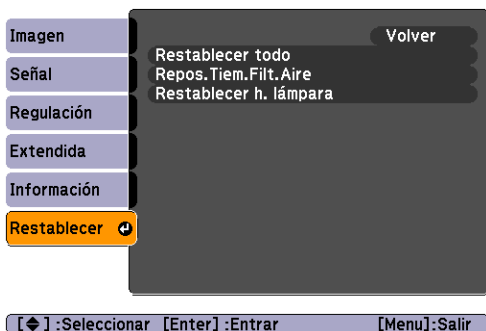 Imagen
Señal
Regulación
Extendida
Información
Restablecer
Volver
Restablecer todo
Repos.Tiem.Filt.Aire
Restablecer h. lámpara
[◆] :Seleccionar [Enter] :Entrar [Menu]:Salir